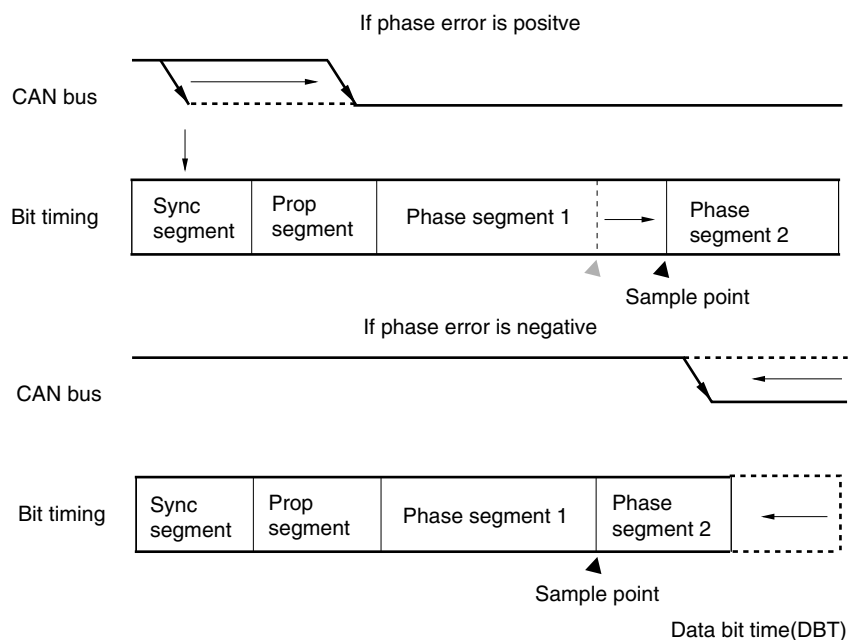 If phase error is positve
CAN bus
Bit timing
Sync
segment
Prop
segment
Phase segment 1
Phase
segment 2
Sample point
If phase error is negative
CAN bus
Bit timing
Sync
segment
Prop
segment
Phase segment 1
Phase
segment 2
Sample point
Data bit time(DBT)